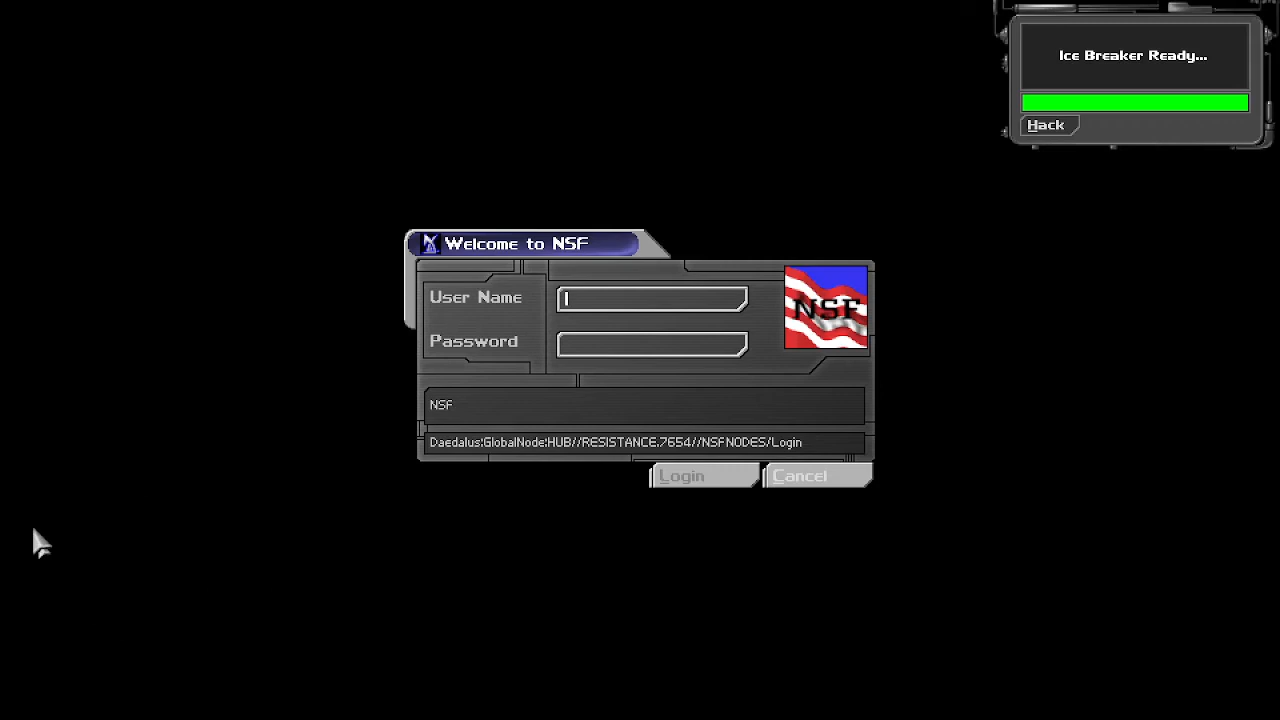 Ice Breaker Ready...
Hack
Welcome to NSF
User Name
NSF
Password
NSF
Daedalus:GlobalNode:HUB//RESISTANCE.7654//NSFNODES/Login
Login
Cancel